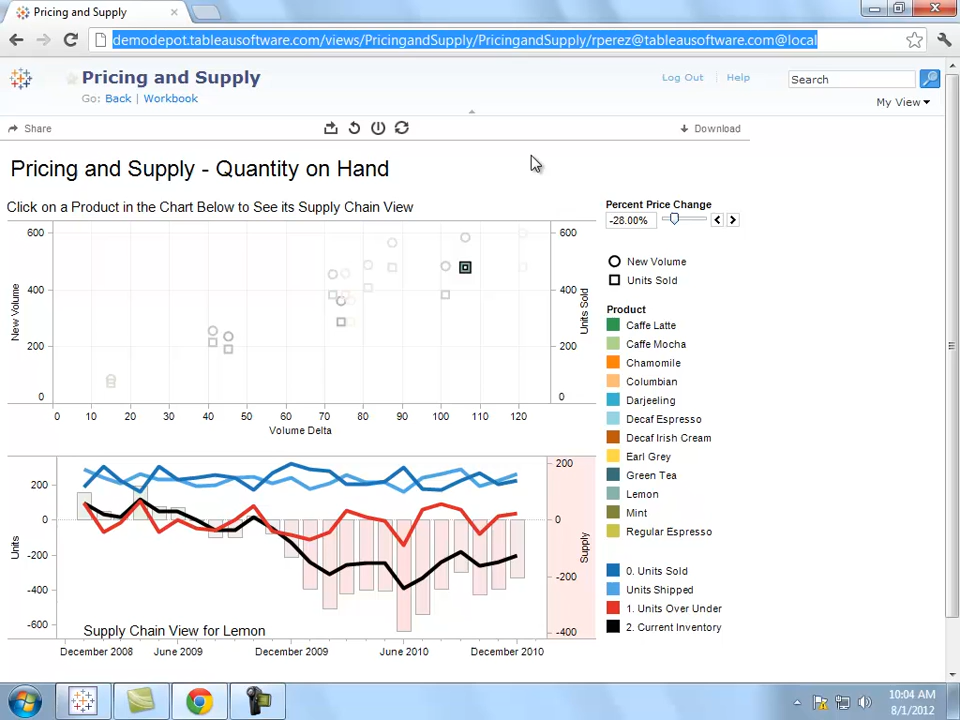 Pricing and Supply
demodepot.tableausoftware.com/views/PricingandSupply/PricingandSupply/rperez@tableausoftware.com@local
Pricing and Supply
Log Out | Help
Search
Go: Back | Workbook
My View
Share
Download
Pricing and Supply - Quantity on Hand
Click on a Product in the Chart Below to See its Supply Chain View
Percent Price Change
-28.00%
New Volume
Units Sold
600
400
200
0
New Volume
600
400
200
0
Units Sold
0 10 20 30 40 50 60 70 80 90 100 110 120
Volume Delta
Product
Caffe Latte
Caffe Mocha
Chamomile
Columbian
Darjeeling
Decaf Espresso
Decaf Irish Cream
Earl Grey
Green Tea
Lemon
Mint
Regular Espresso
200
0
-200
-400
-600
Units
200
0
-200
-400
Supply
Supply Chain View for Lemon
December 2008 June 2009 December 2009 June 2010 December 2010
0. Units Sold
Units Shipped
1. Units Over Under
2. Current Inventory
10:04 AM
8/1/2012